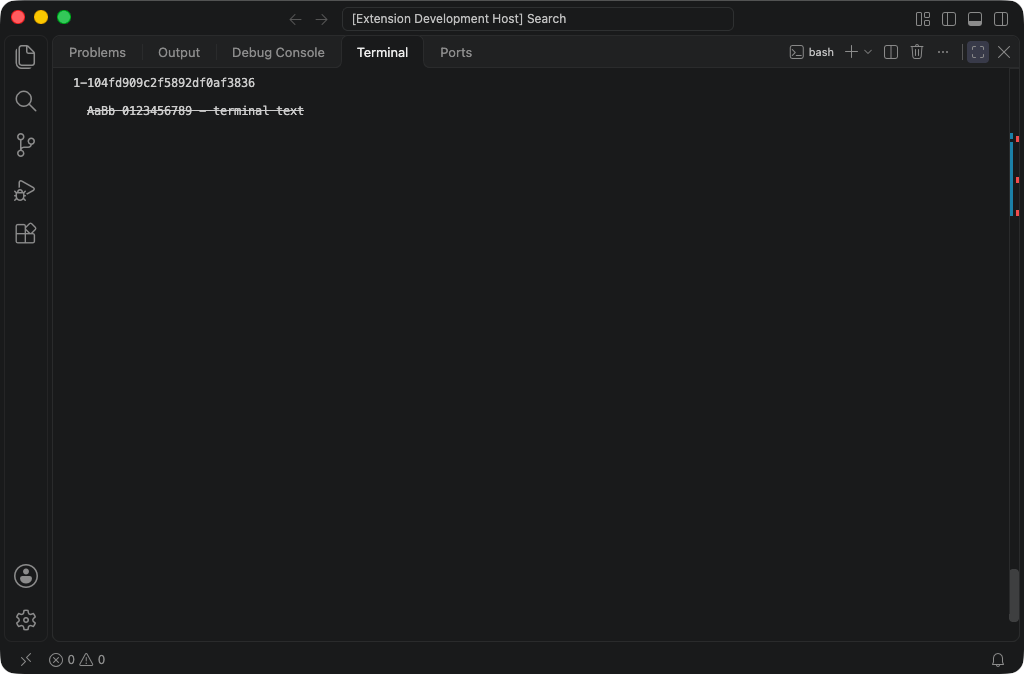 [Extension Development Host] Search
Problems Output Debug Console Terminal Ports bash
1-104fd909c2f5892df0af3836
AaBb 0123456789 — terminal text
0 0